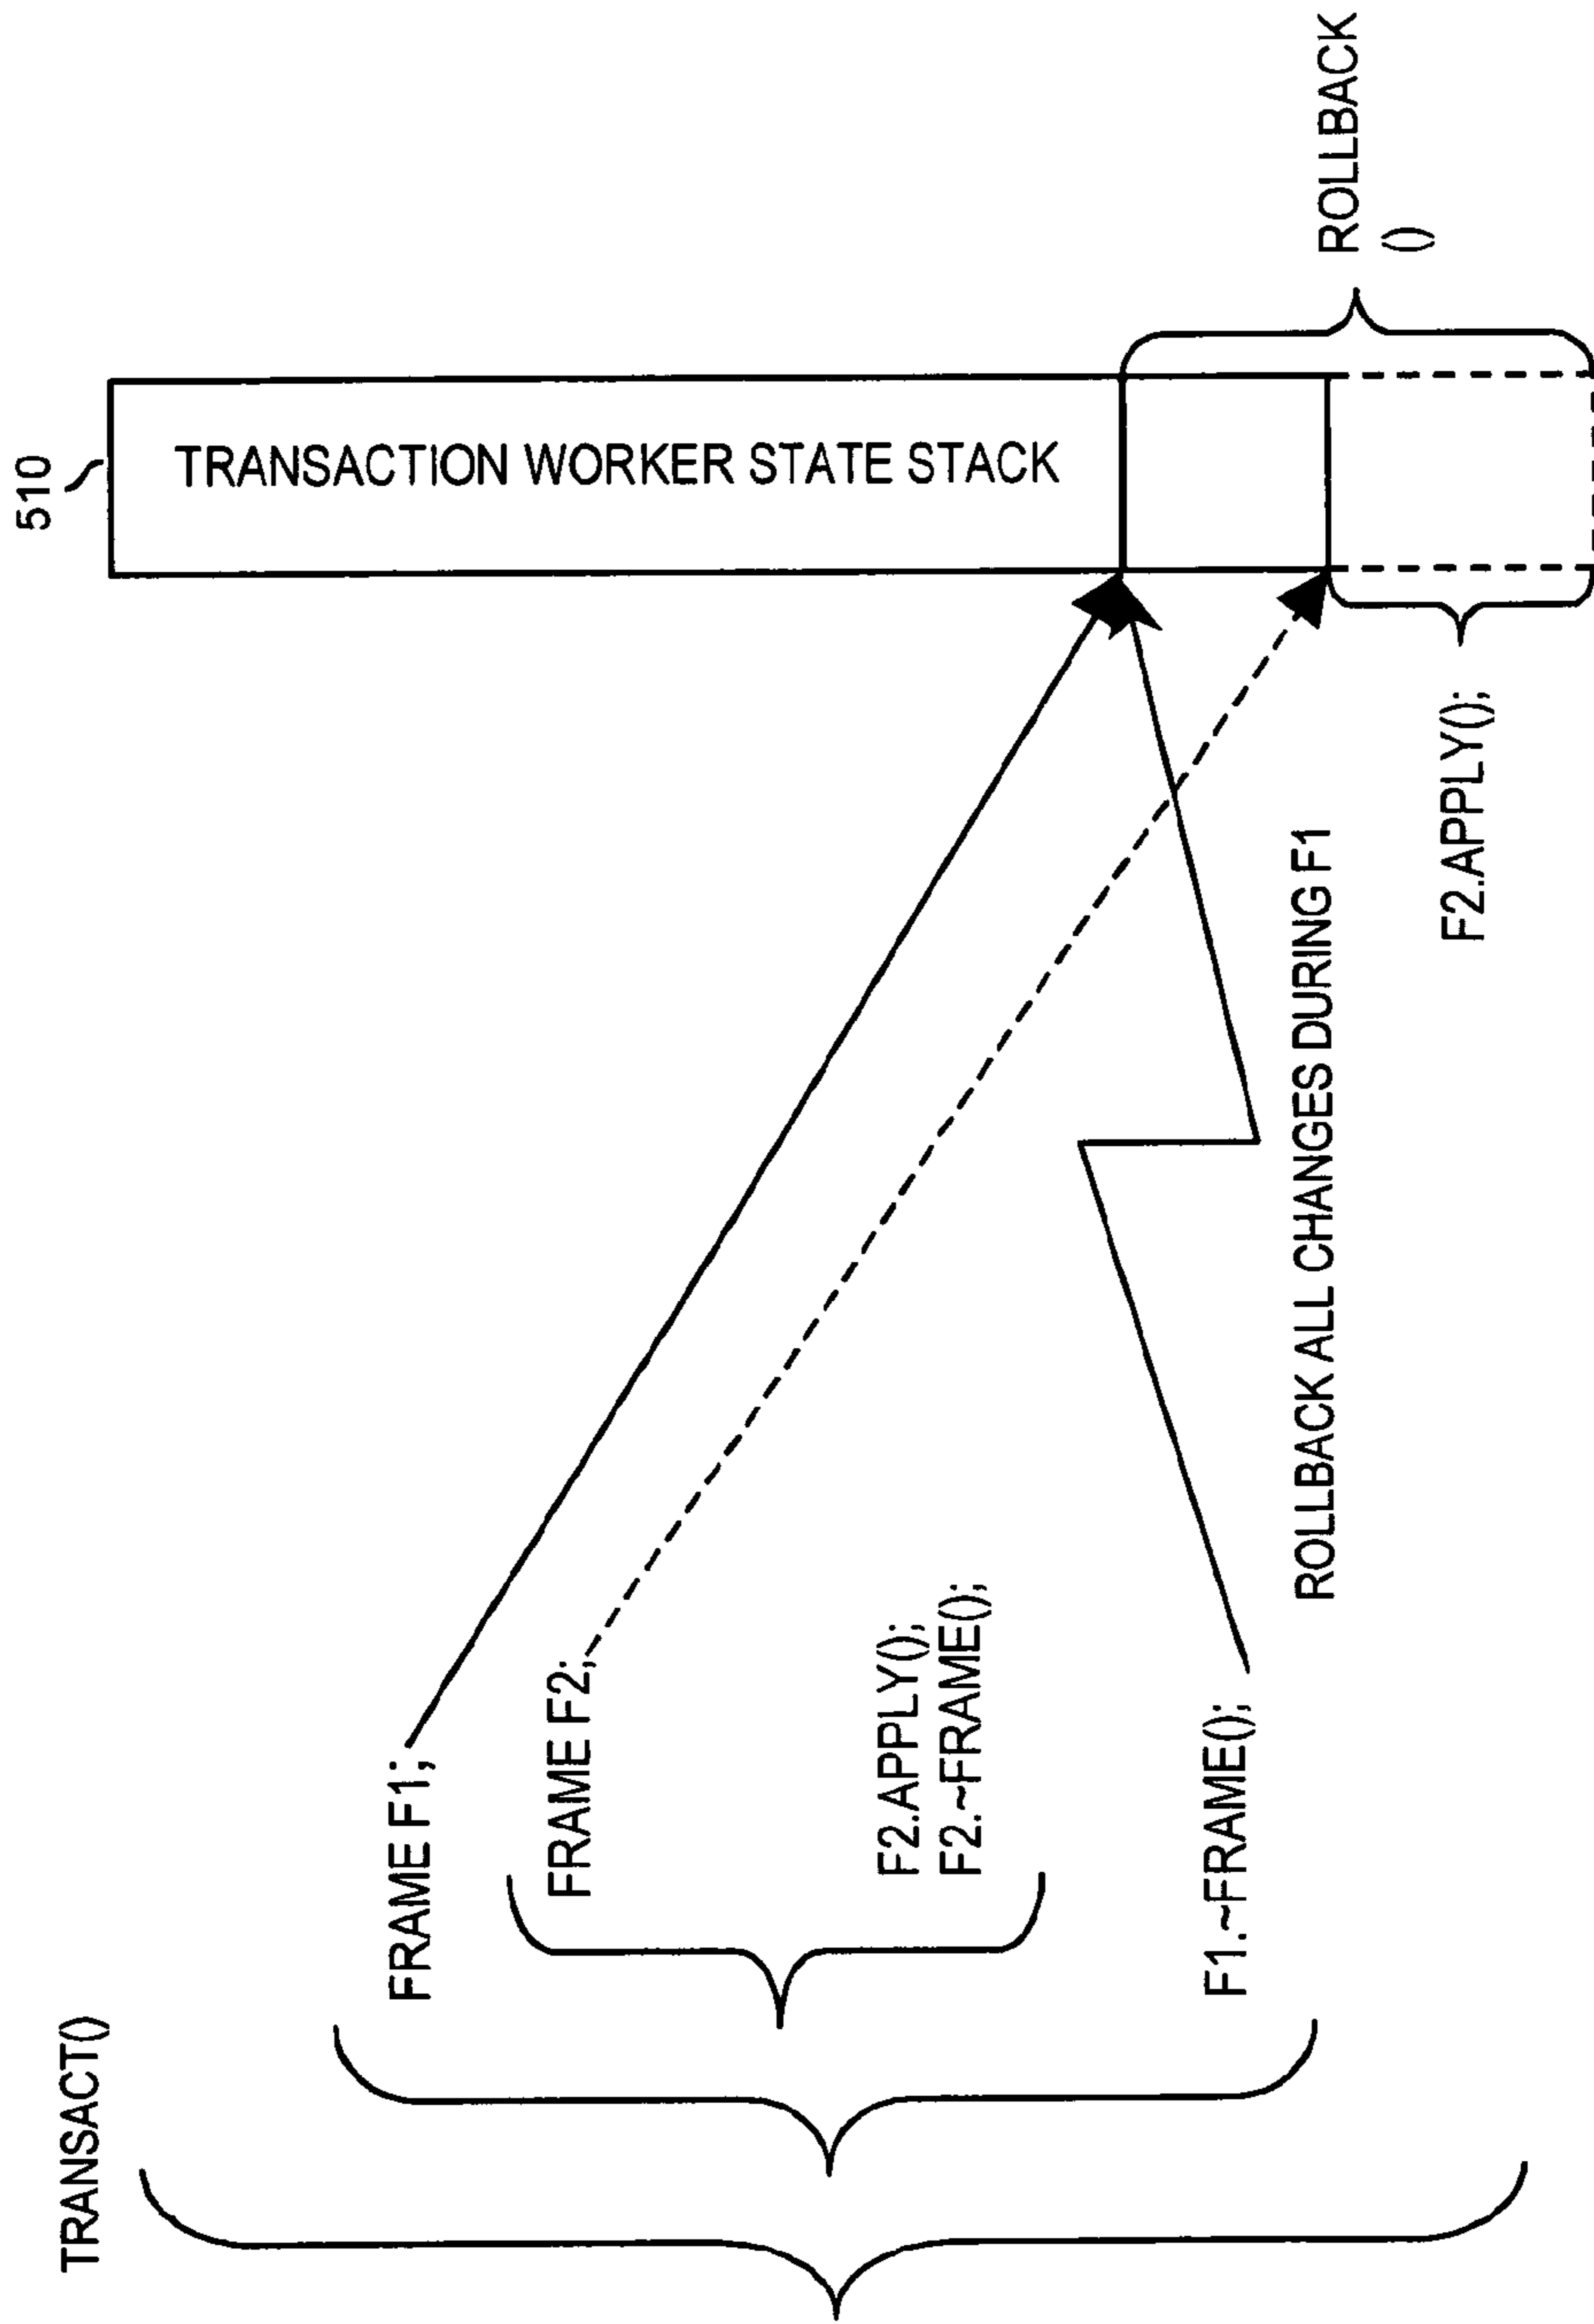 TRANSACT()
FRAME F1;
FRAME F2;
F2.APPLY();
F2.~FRAME();
F1.~FRAME();
ROLLBACK ALL CHANGES DURING F1
F2.APPLY();
510
TRANSACTION WORKER STATE STACK
ROLLBACK
()